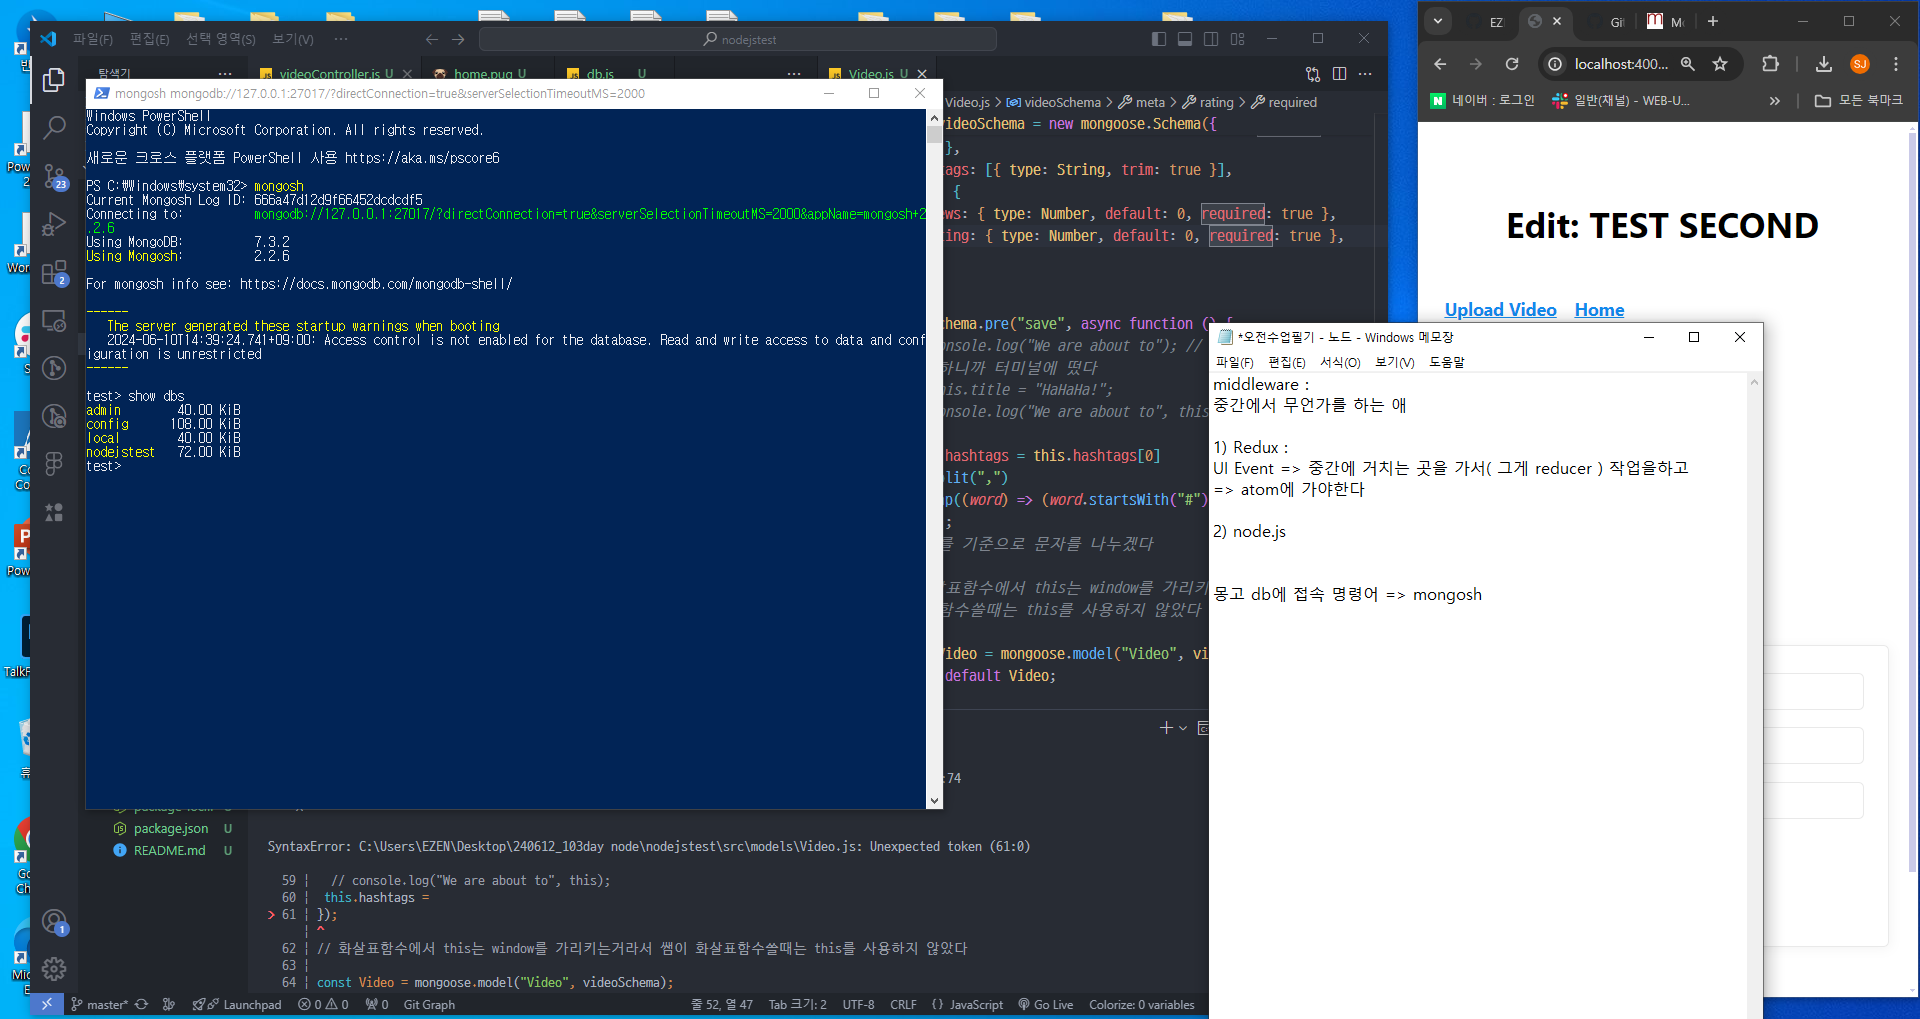 파일(F) 편집(E) 선택 영역(S) 보기(V) ···
nodejstest
탐색기
videoController.js U
home.pug U
db.js U
Video.js U
mongosh mongodb://127.0.0.1:27017/?directConnection=true&serverSelectionTimeoutMS=2000
Windows PowerShell
Copyright (C) Microsoft Corporation. All rights reserved.
새로운 크로스 플랫폼 PowerShell 사용 https://aka.ms/pscore6
PS C:₩Windows₩system32> mongosh
Current Mongosh Log ID: 666a47d12d9f66452dcdcdf5
Connecting to: mongodb://127.0.0.1:27017/?directConnection=true&serverSelectionTimeoutMS=2000&appName=mongosh+2
.2.6
Using MongoDB: 7.3.2
Using Mongosh: 2.2.6
For mongosh info see: https://docs.mongodb.com/mongodb-shell/
------
The server generated these startup warnings when booting
2024-06-10T14:39:24.741+09:00: Access control is not enabled for the database. Read and write access to data and conf
iguration is unrestricted
------
test> show dbs
admin 40.00 KiB
config 108.00 KiB
local 40.00 KiB
nodejstest 72.00 KiB
test>
Video.js > videoSchema > meta > rating > required
videoSchema = new mongoose.Schema({
},
tags: [{ type: String, trim: true }],
{
ws: { type: Number, default: 0, required: true },
ting: { type: Number, default: 0, required: true },
chema.pre("save", async function () {
onsole.log("We are about to"); //
하니까 터미널에 떴다
his.title = "HaHaHa!";
onsole.log("We are about to", this
hashtags = this.hashtags[0]
lit(",")
p((word) => (word.startsWith("#")
;
를 기준으로 문자를 나누겠다
살표함수에서 this는 window를 가리키
함수쓸때는 this를 사용하지 않았다
Video = mongoose.model("Video", vi
default Video;
:74
package.json U
README.md U
SyntaxError: C:\Users\EZEN\Desktop\240612_103day node\nodejstest\src\models\Video.js: Unexpected token (61:0)
59 | // console.log("We are about to", this);
60 | this.hashtags =
> 61 | });
| ^
62 | // 화살표함수에서 this는 window를 가리키는거라서 쌤이 화살표함수쓸때는 this를 사용하지 않았다
63 |
64 | const Video = mongoose.model("Video", videoSchema);
master* Launchpad 0 0 0 Git Graph 줄 52, 열 47 Tab 크기: 2 UTF-8 CRLF {} JavaScript Go Live Colorize: 0 variables
EZ
Gi
localhost:400...
SJ
네이버 : 로그인
일반(채널) - WEB-U...
모든 북마크
Edit: TEST SECOND
Upload Video Home
*오전수업필기 - 노트 - Windows 메모장
파일(F) 편집(E) 서식(O) 보기(V) 도움말
middleware :
중간에서 무언가를 하는 애
1) Redux :
UI Event => 중간에 거치는 곳을 가서( 그게 reducer ) 작업을하고
=> atom에 가야한다
2) node.js
몽고 db에 접속 명령어 => mongosh